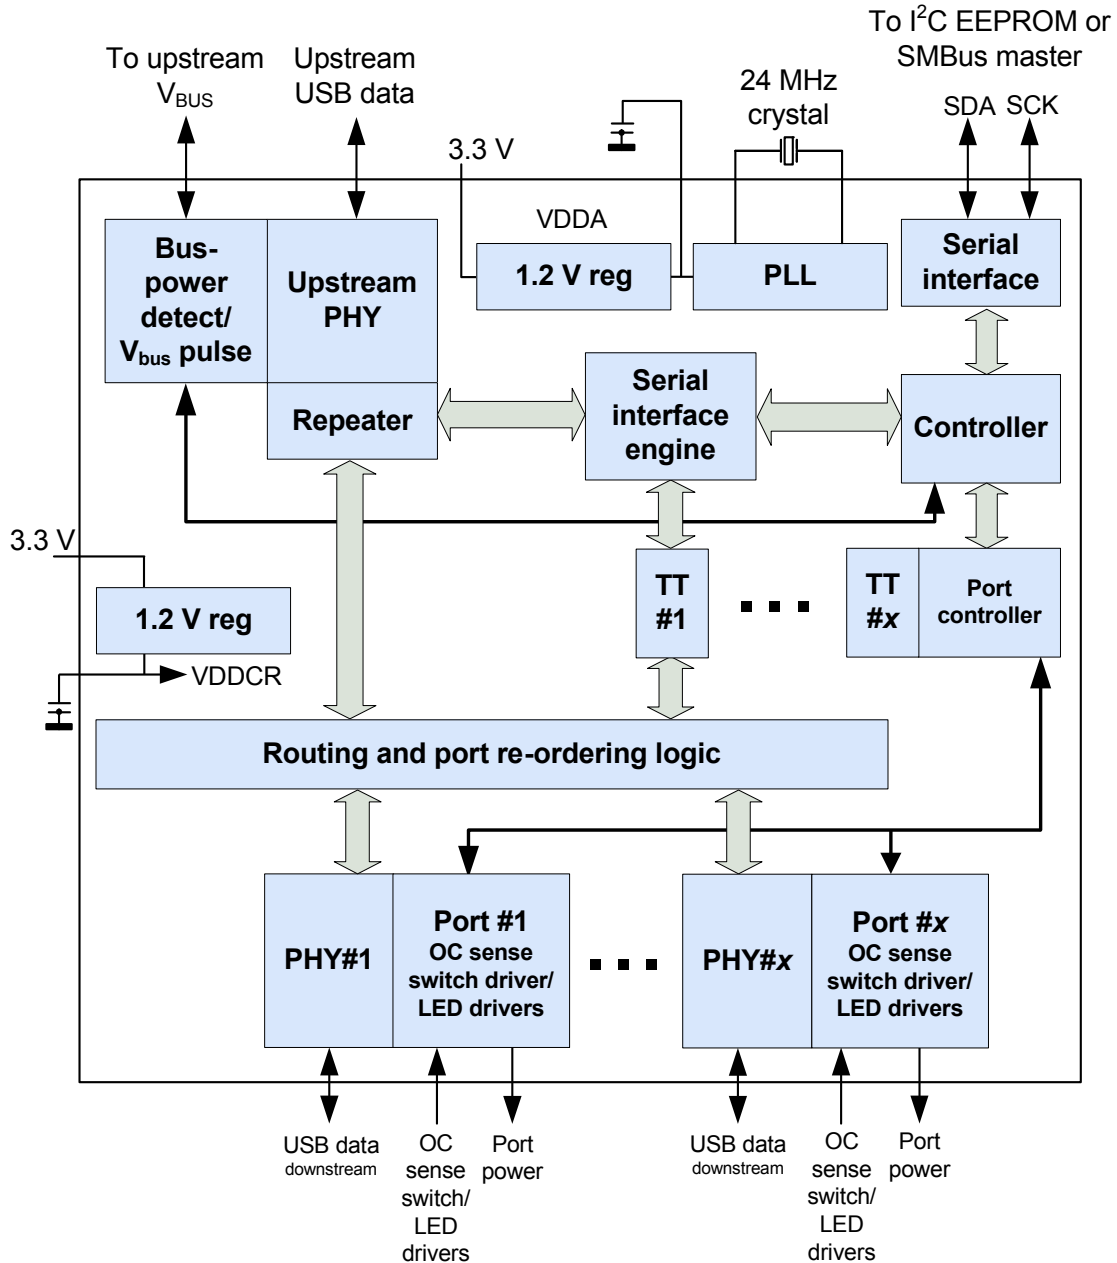 To I²C EEPROM or
SMBus master
To upstream
V_BUS
Upstream
USB data
24 MHz
crystal
SDA
SCK
3.3 V
VDDA
Bus-
power
detect/
V_bus pulse
Upstream
PHY
1.2 V reg
PLL
Serial
interface
Repeater
Serial
interface
engine
Controller
3.3 V
1.2 V reg
VDDCR
TT
#1
TT
#x
Port
controller
Routing and port re-ordering logic
PHY#1
Port #1
OC sense
switch driver/
LED drivers
PHY#x
Port #x
OC sense
switch driver/
LED drivers
USB data
downstream
OC
sense
switch/
LED
drivers
Port
power
USB data
downstream
OC
sense
switch/
LED
drivers
Port
power